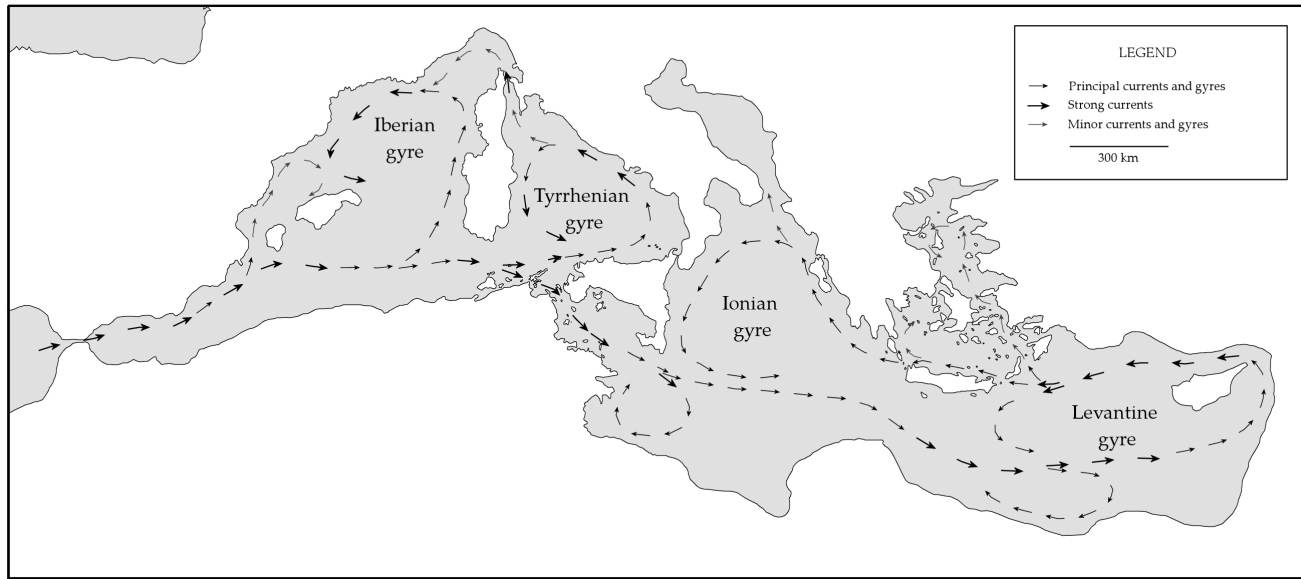 LEGEND
Principal currents and gyres
Strong currents
Minor currents and gyres
300 km
Iberian
gyre
Tyrrhenian
gyre
Ionian
gyre
Levantine
gyre